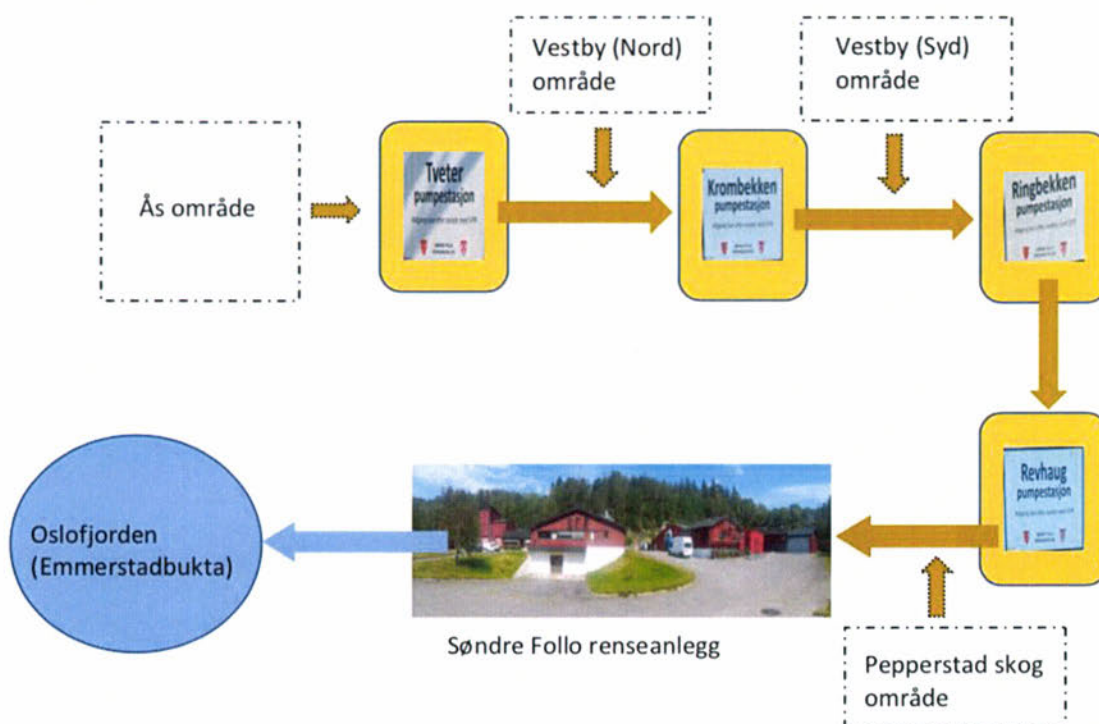 Vestby (Nord)
område
Vestby (Syd)
område
Ås område
Tveter
pumpestasjon
Krombekken
pumpestasjon
Ringbekken
pumpestasjon
Revhaug
pumpestasjon
Oslofjorden
(Emmerstadbukta)
Søndre Follo renseanlegg
Pepperstad skog
område